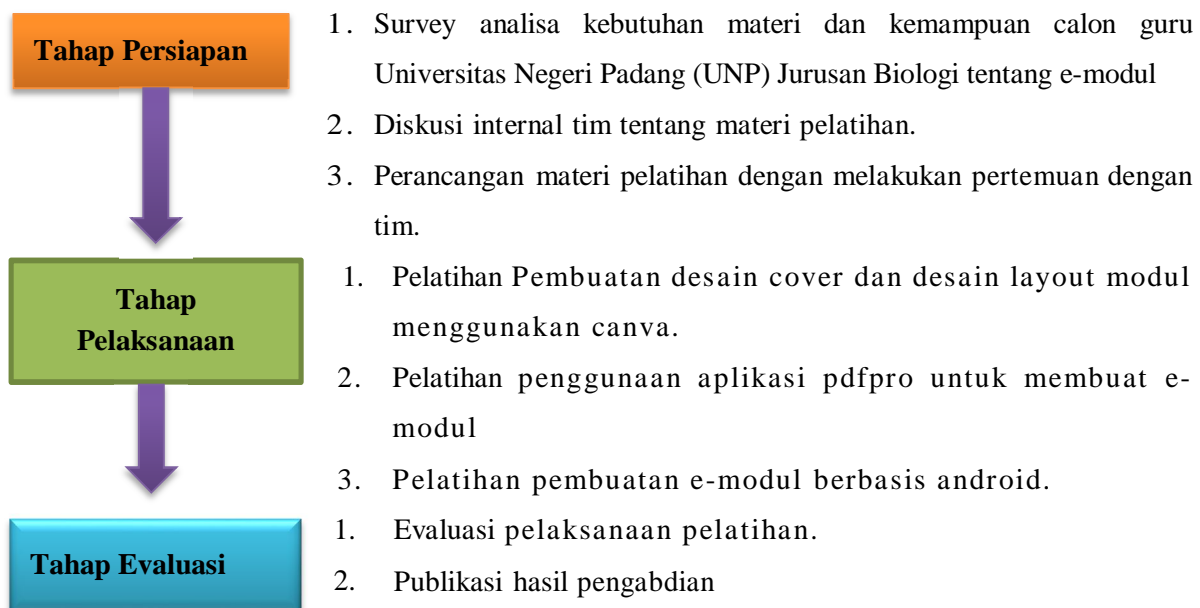 Tahap Persiapan
1. Survey analisa kebutuhan materi dan kemampuan calon guru
Universitas Negeri Padang (UNP) Jurusan Biologi tentang e-modul
2. Diskusi internal tim tentang materi pelatihan.
3. Perancangan materi pelatihan dengan melakukan pertemuan dengan
tim.
Tahap
Pelaksanaan
1. Pelatihan Pembuatan desain cover dan desain layout modul
menggunakan canva.
2. Pelatihan penggunaan aplikasi pdfpro untuk membuat e-
modul
3. Pelatihan pembuatan e-modul berbasis android.
Tahap Evaluasi
1. Evaluasi pelaksanaan pelatihan.
2. Publikasi hasil pengabdian